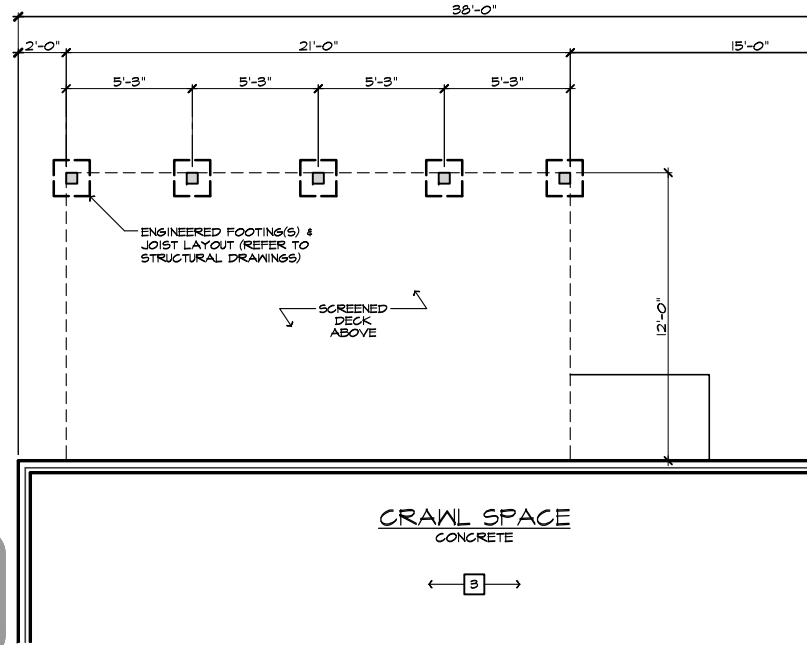 38'-0"
2'-0" 21'-0" 15'-0"
5'-3" 5'-3" 5'-3" 5'-3"
ENGINEERED FOOTING(S) &
JOIST LAYOUT (REFER TO
STRUCTURAL DRAWINGS)
SCREENED
DECK
ABOVE
12'-0"
CRAWL SPACE
CONCRETE
3